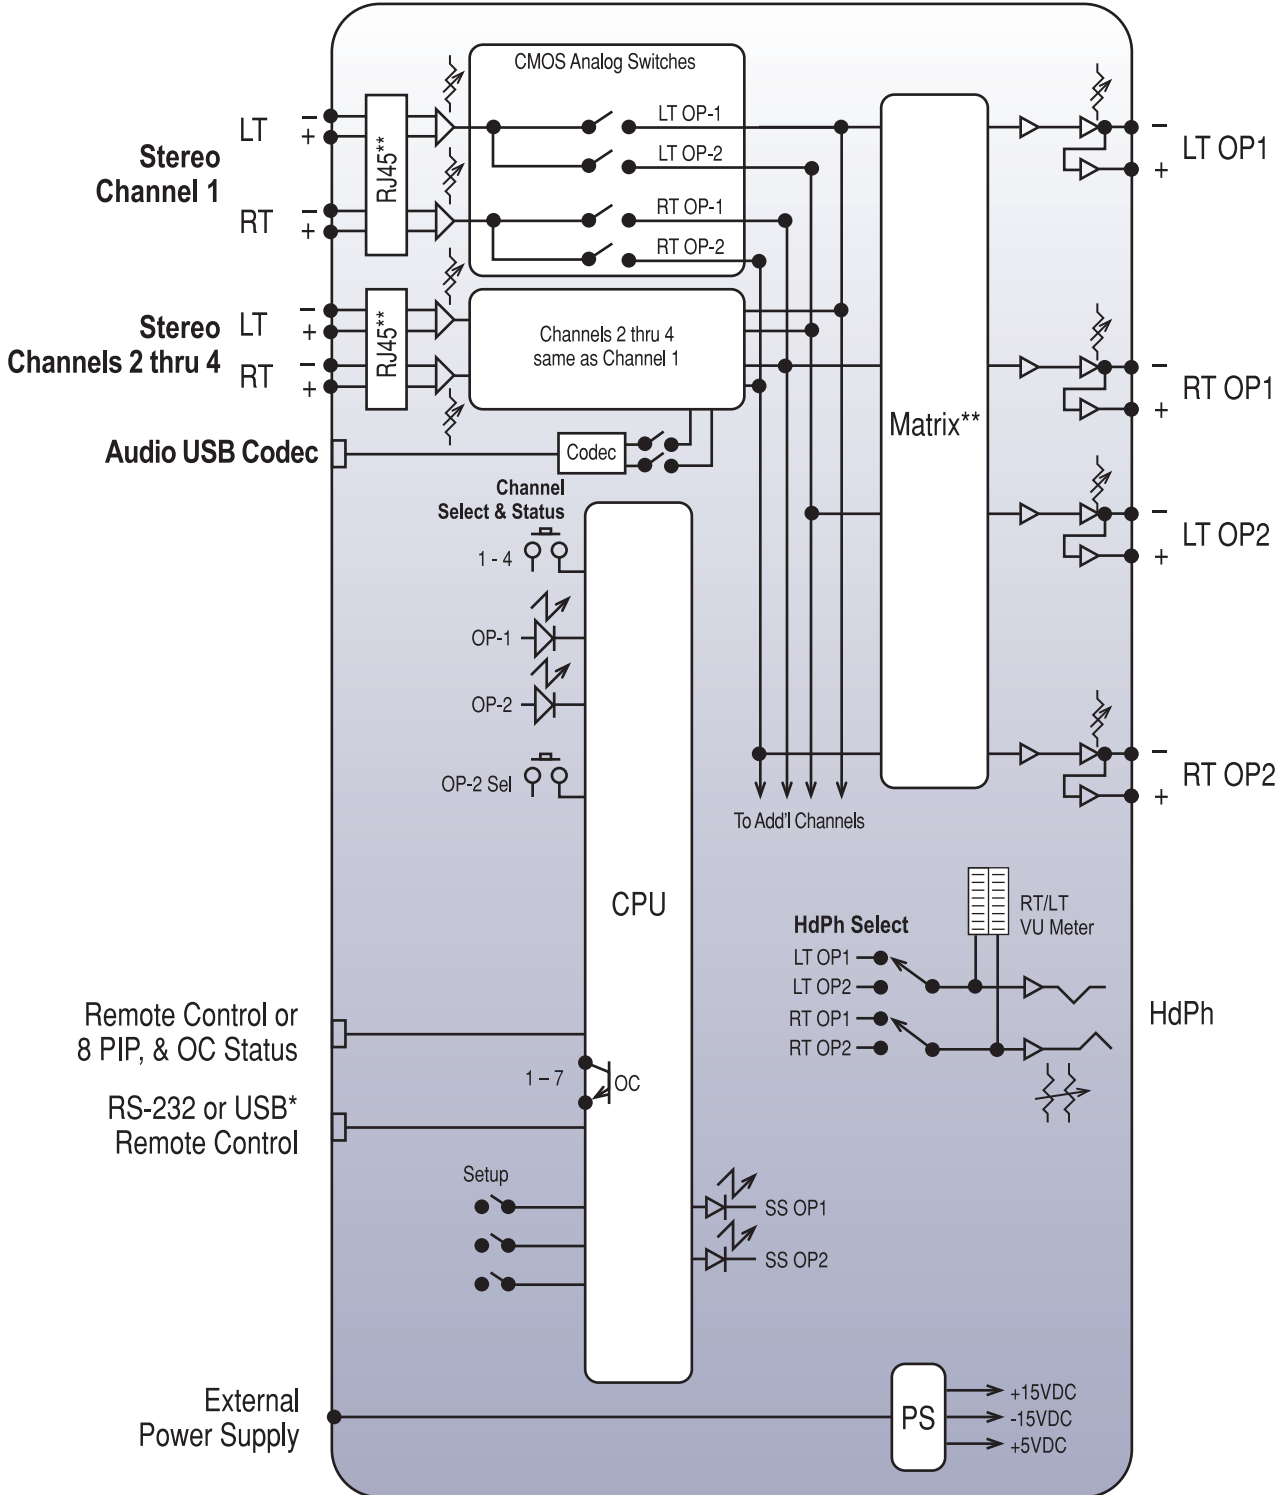 CMOS Analog Switches
LT OP-1
LT OP-2
RT OP-1
RT OP-2
Stereo
Channel 1
LT
−
+
RT
−
+
RJ45**
Stereo
Channels 2 thru 4
LT
−
+
RT
−
+
RJ45**
Channels 2 thru 4
same as Channel 1
Audio USB Codec
Codec
Matrix**
−
LT OP1
+
−
RT OP1
+
−
LT OP2
+
−
RT OP2
+
Channel
Select & Status
1 - 4
OP-1
OP-2
OP-2 Sel
To Add'l Channels
CPU
RT/LT
VU Meter
HdPh Select
LT OP1
LT OP2
RT OP1
RT OP2
HdPh
Remote Control or
8 PIP, & OC Status
1 – 7
OC
RS-232 or USB*
Remote Control
Setup
SS OP1
SS OP2
External
Power Supply
PS
+15VDC
-15VDC
+5VDC